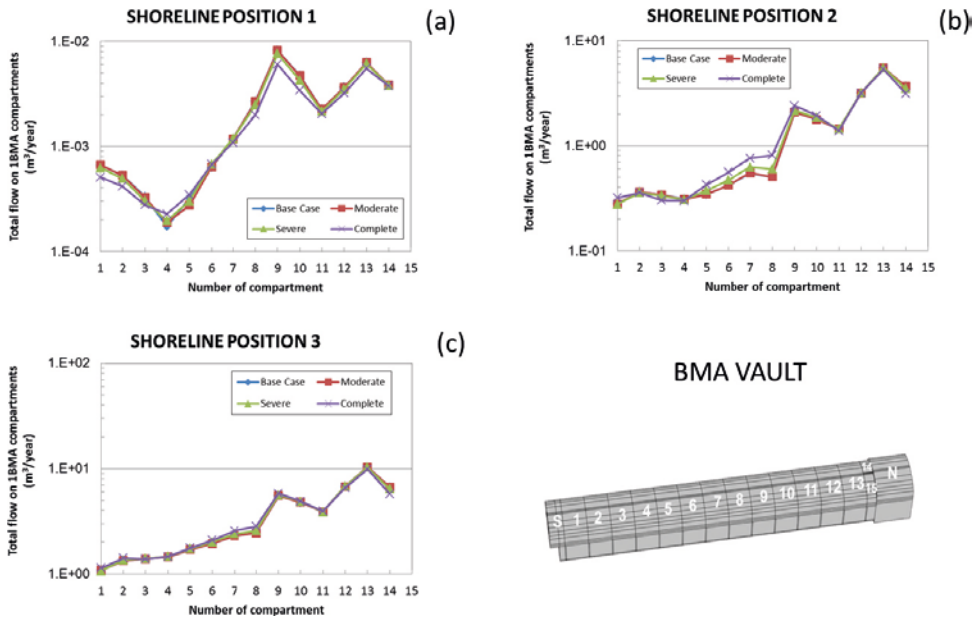 SHORELINE POSITION 1
(a)
1.E-02
1.E-03
1.E-04
Total flow on 1BMA compartments
(m³/year)
Base Case Moderate
Severe Complete
1 2 3 4 5 6 7 8 9 10 11 12 13 14 15
Number of compartment
SHORELINE POSITION 2
(b)
1.E+01
1.E+00
1.E-01
Total flow on 1BMA compartments
(m³/year)
Base Case Moderate
Severe Complete
1 2 3 4 5 6 7 8 9 10 11 12 13 14 15
Number of compartment
SHORELINE POSITION 3
(c)
1.E+02
1.E+01
1.E+00
Total flow on 1BMA compartments
(m³/year)
Base Case Moderate
Severe Complete
1 2 3 4 5 6 7 8 9 10 11 12 13 14 15
Number of compartment
BMA VAULT
S 1 2 3 4 5 6 7 8 9 10 11 12 13 14 15 N